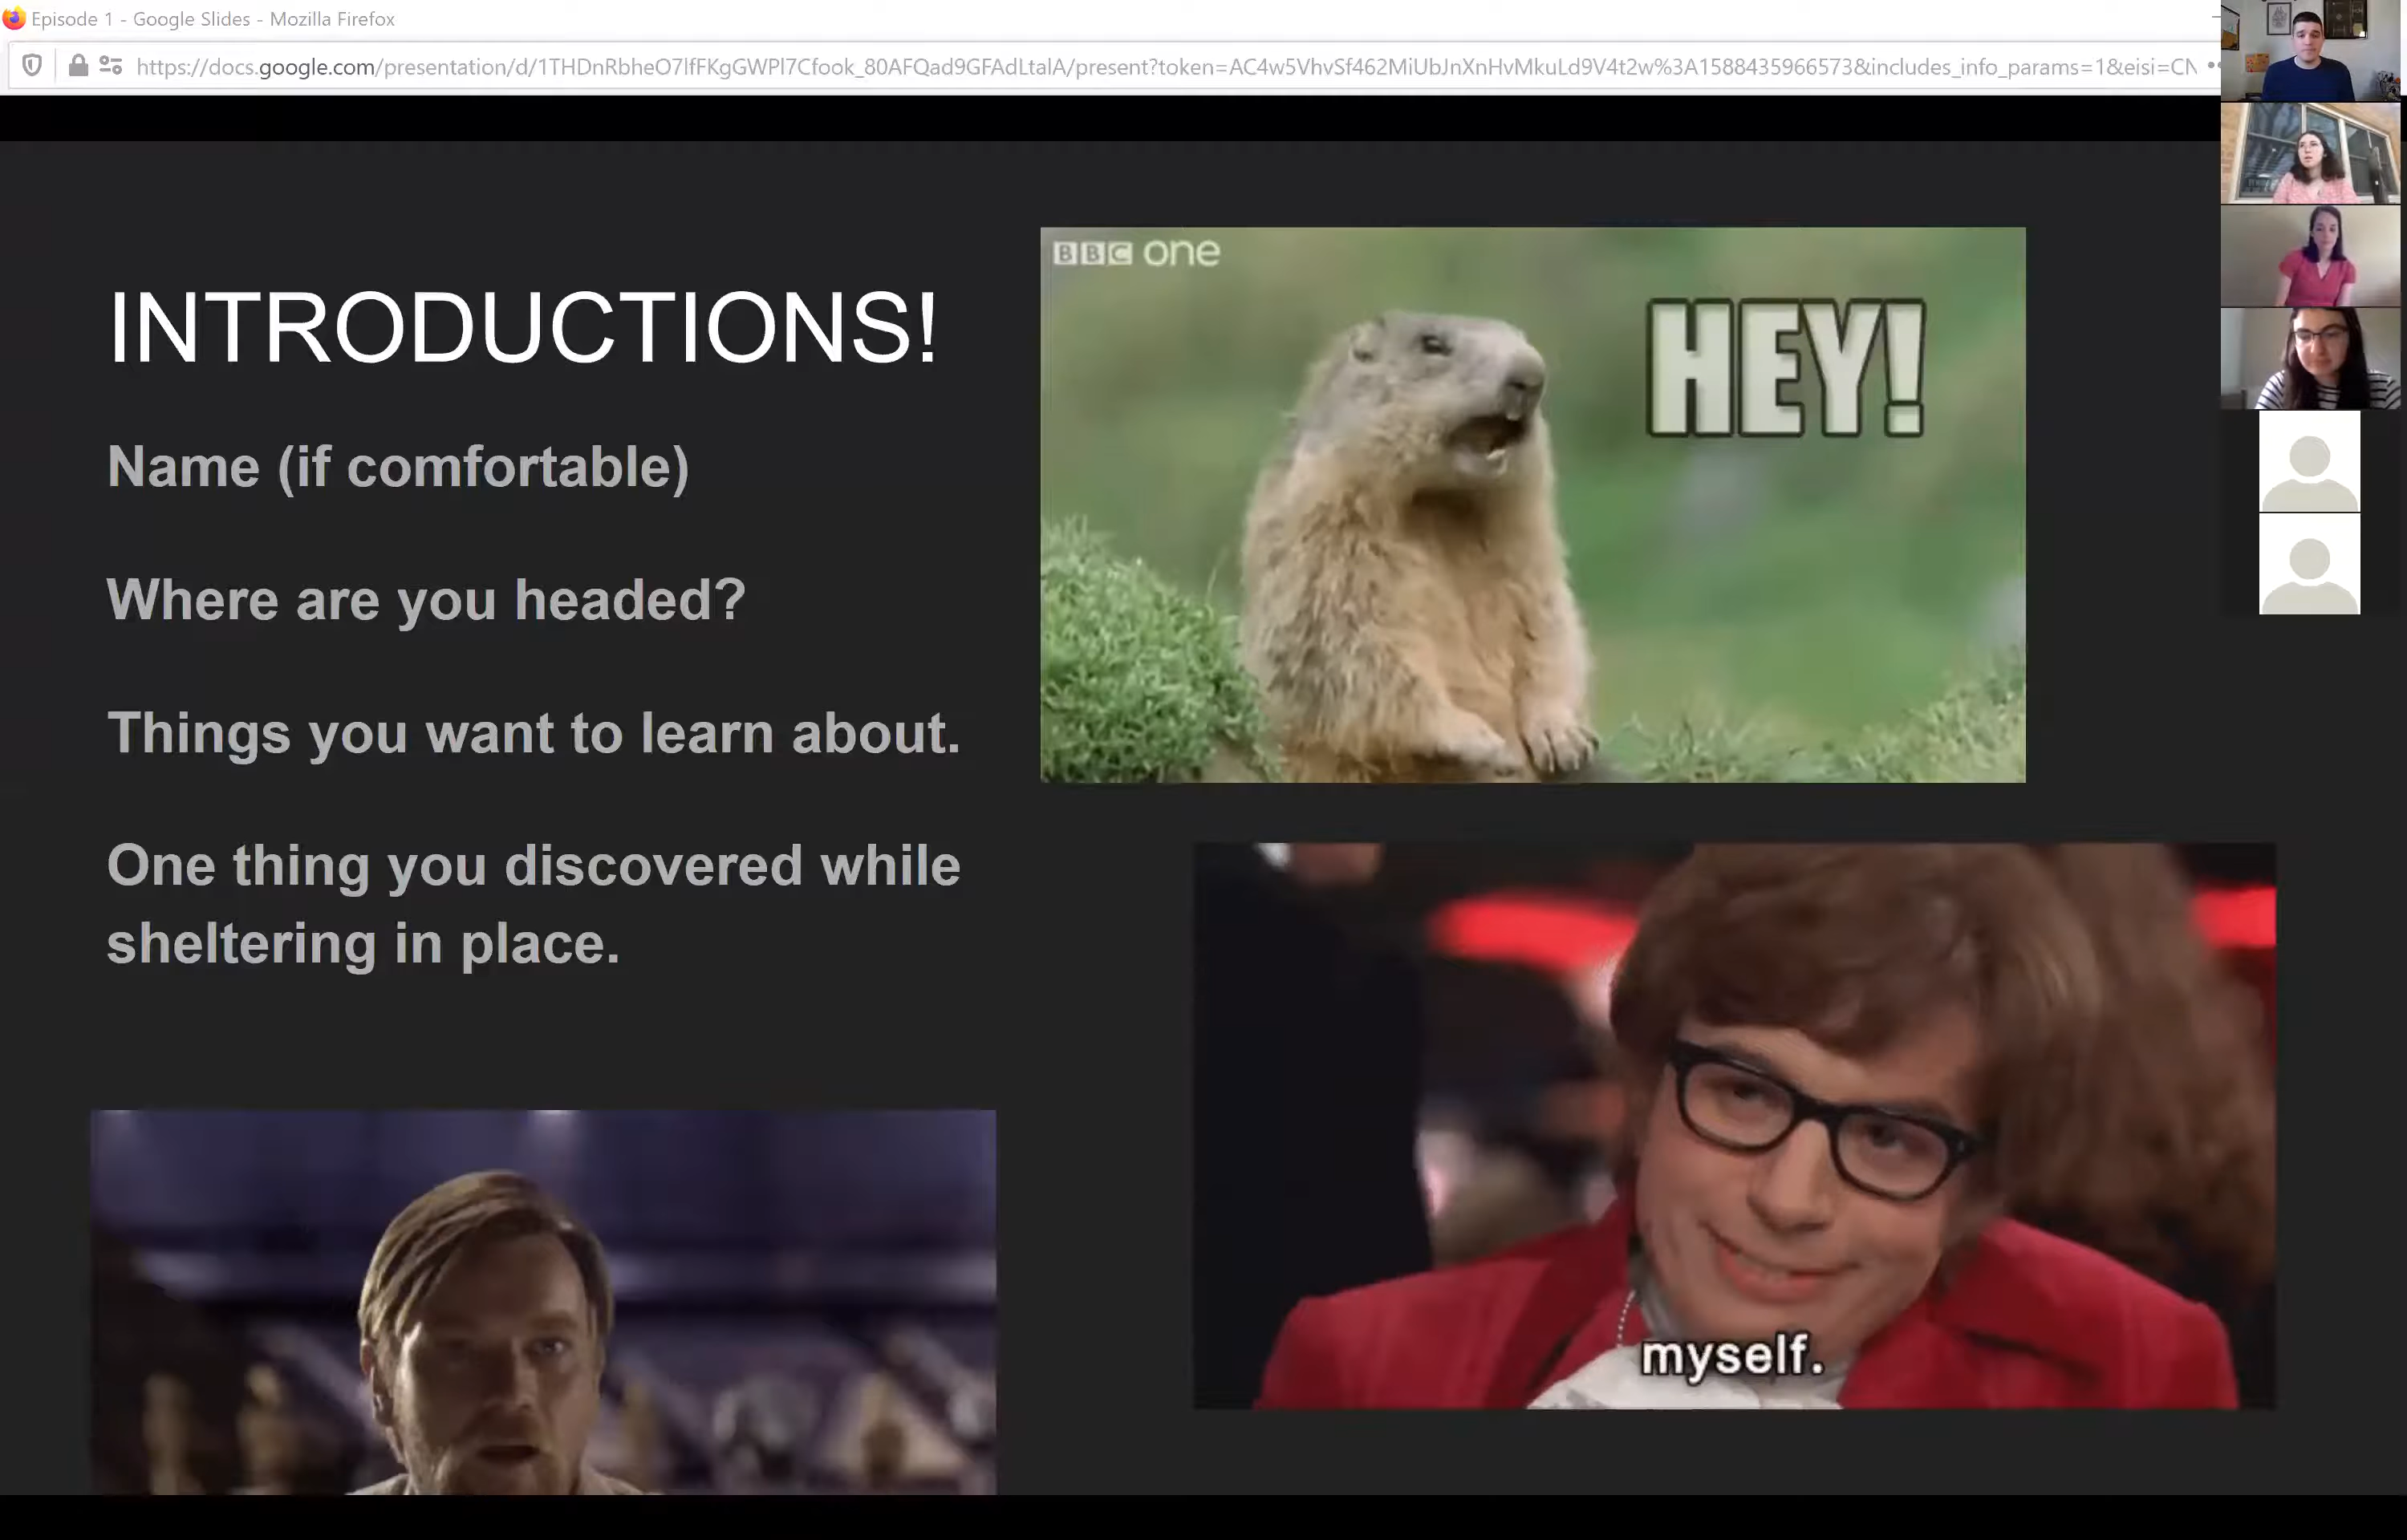 Episode 1 - Google Slides - Mozilla Firefox
https://docs.google.com/presentation/d/1THDnRbheO7lfFKgGWPl7Cfook_80AFQad9GFAdLtalA/present?token=AC4w5VhvSf462MiUbJnXnHvMkuLd9V4t2w%3A1588435966573&includes_info_params=1&eisi=CN
INTRODUCTIONS!
Name (if comfortable)
Where are you headed?
Things you want to learn about.
One thing you discovered while
sheltering in place.
BBC one
HEY!
myself.